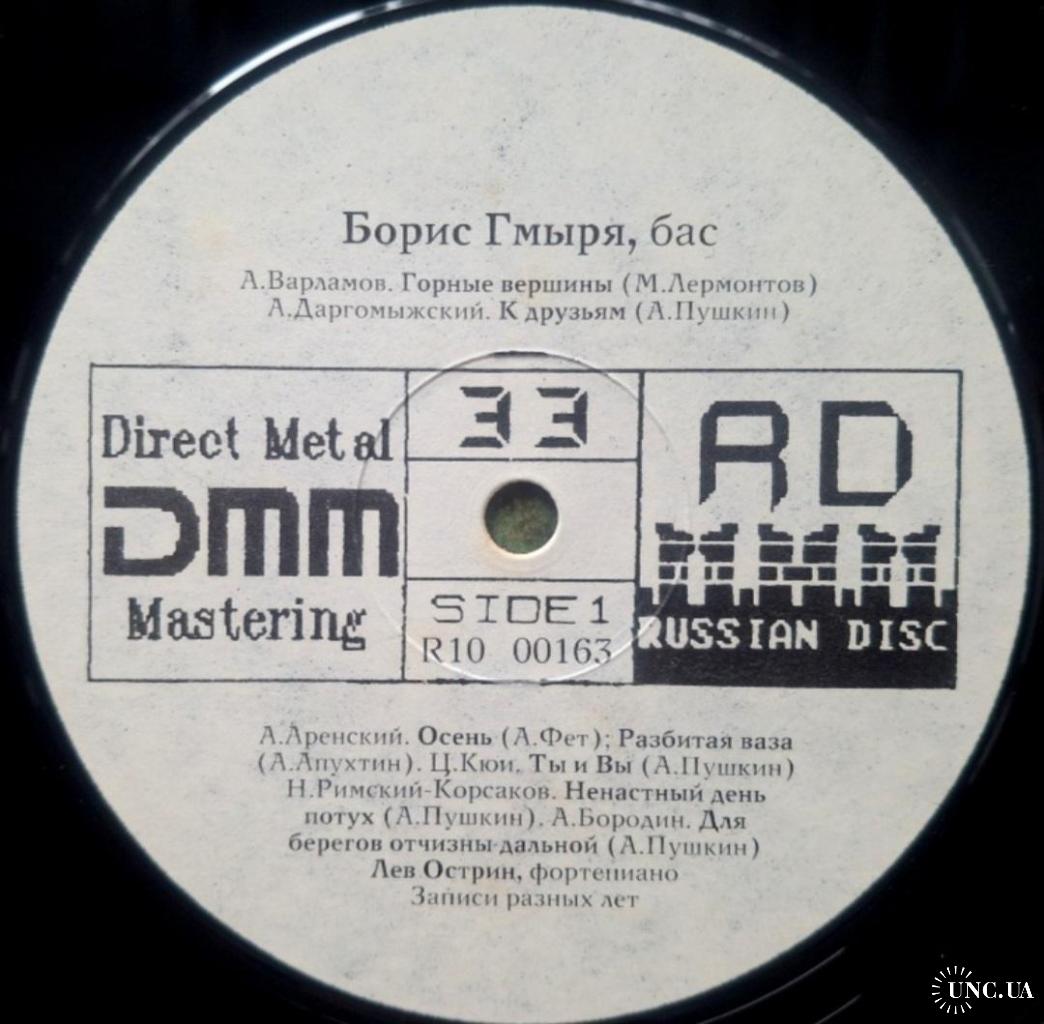 Борис Гмыря, бас
А.Варламов. Горные вершины (М.Лермонтов)
А.Даргомыжский. К друзьям (А.Пушкин)
Direct Metal
DMM
Mastering
33
SIDE 1
R10 00163
RD
RUSSIAN DISC
А.Аренский. Осень (А.Фет); Разбитая ваза
(А.Апухтин). Ц.Кюи. Ты и Вы (А.Пушкин)
Н.Римский-Корсаков. Ненастный день
потух (А.Пушкин). А.Бородин. Для
берегов отчизны дальной (А.Пушкин)
Лев Острин, фортепиано
Записи разных лет
UNC.UA